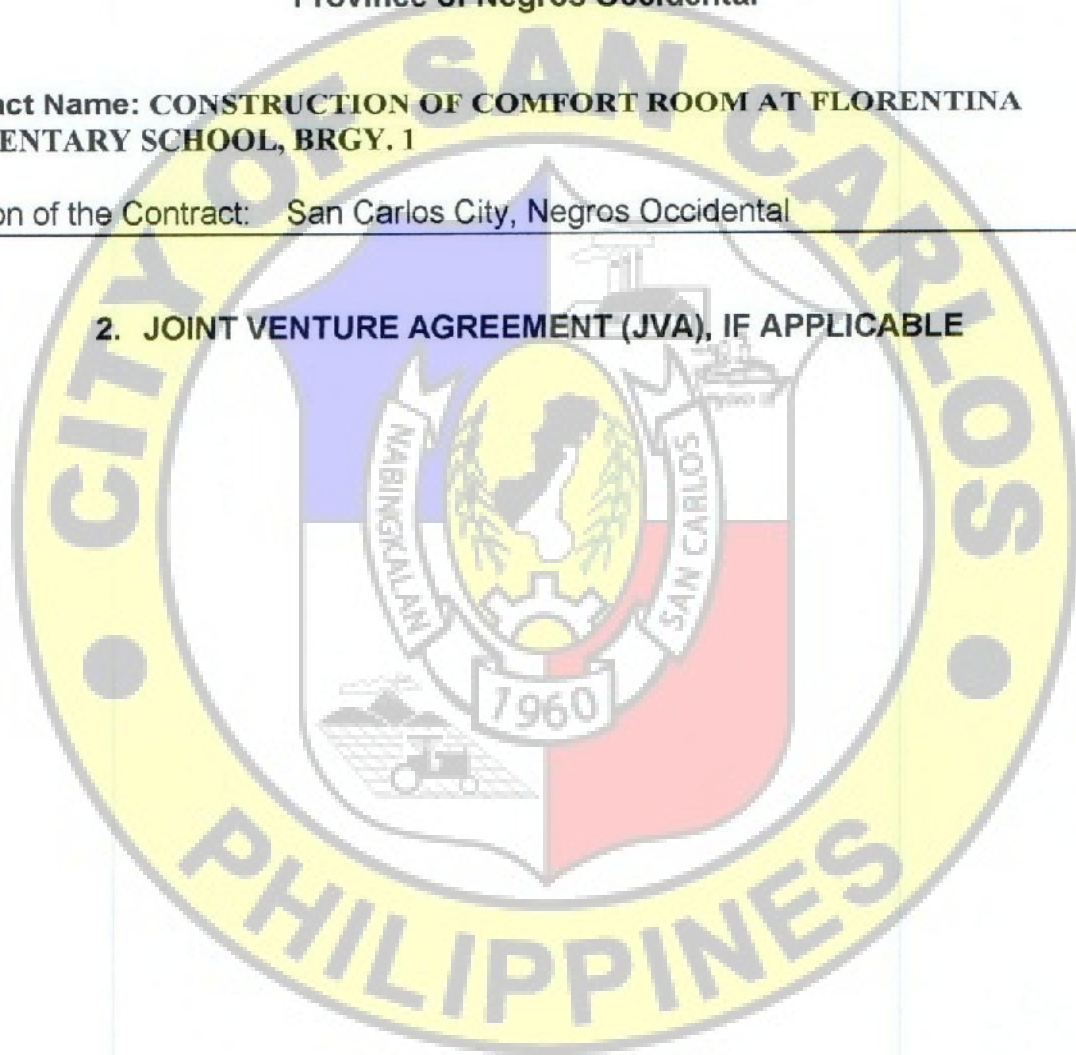 Province of Negros Occidental
act Name: CONSTRUCTION OF COMFORT ROOM AT FLORENTINA
ENTARY SCHOOL, BRGY. 1
on of the Contract: San Carlos City, Negros Occidental
2. JOINT VENTURE AGREEMENT (JVA), IF APPLICABLE
CITY OF SAN CARLOS
NABINGKALAN
SAN CARLOS
1960
PHILIPPINES